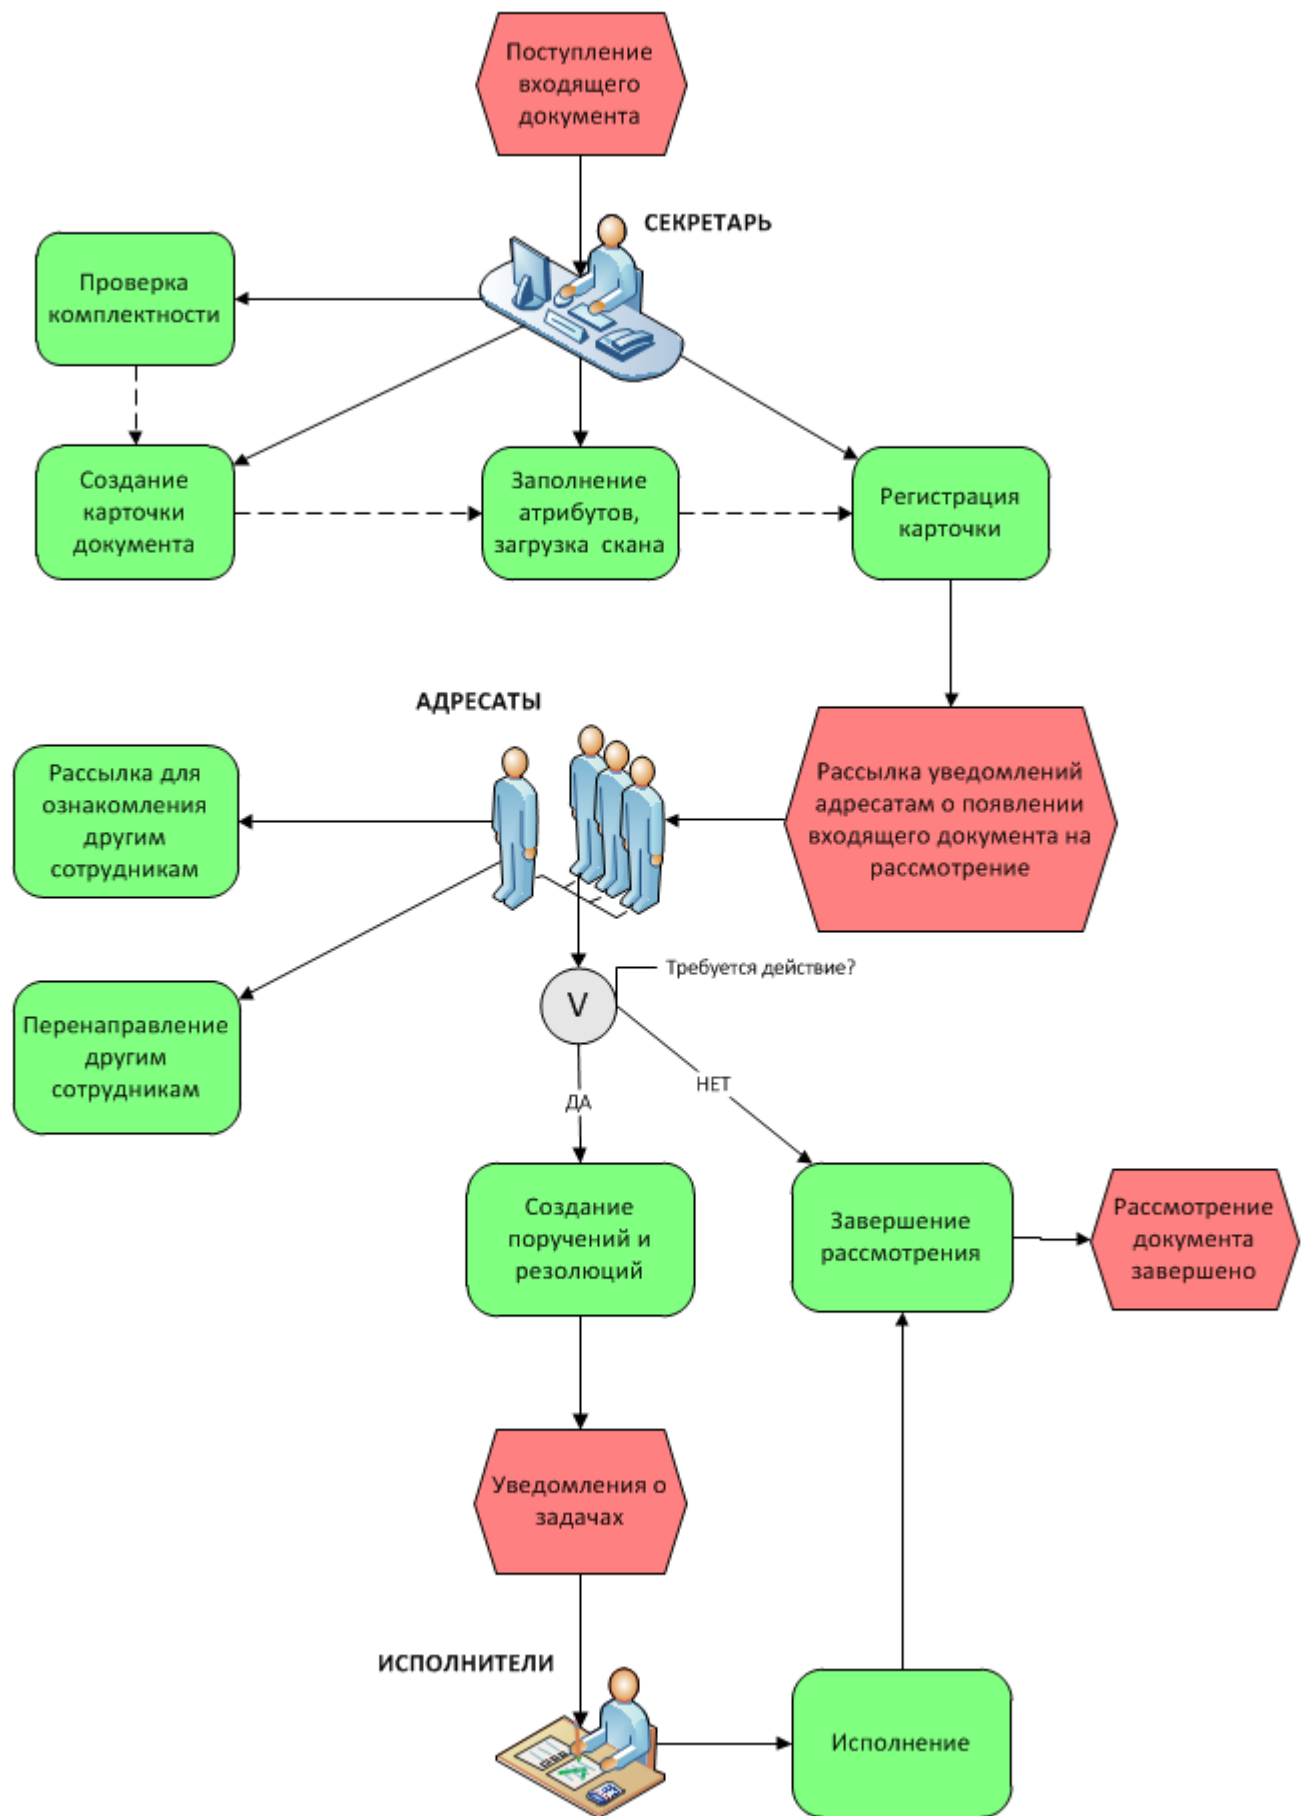 Поступление
входящего
документа
СЕКРЕТАРЬ
Проверка
комплектности
Создание
карточки
документа
Заполнение
атрибутов,
загрузка скана
Регистрация
карточки
АДРЕСАТЫ
Рассылка для
ознакомления
другим
сотрудникам
Рассылка уведомлений
адресатам о появлении
входящего документа на
рассмотрение
Требуется действие?
V
Перенаправление
другим
сотрудникам
НЕТ
ДА
Создание
поручений и
резолюций
Завершение
рассмотрения
Рассмотрение
документа
завершено
Уведомления о
задачах
ИСПОЛНИТЕЛИ
Исполнение